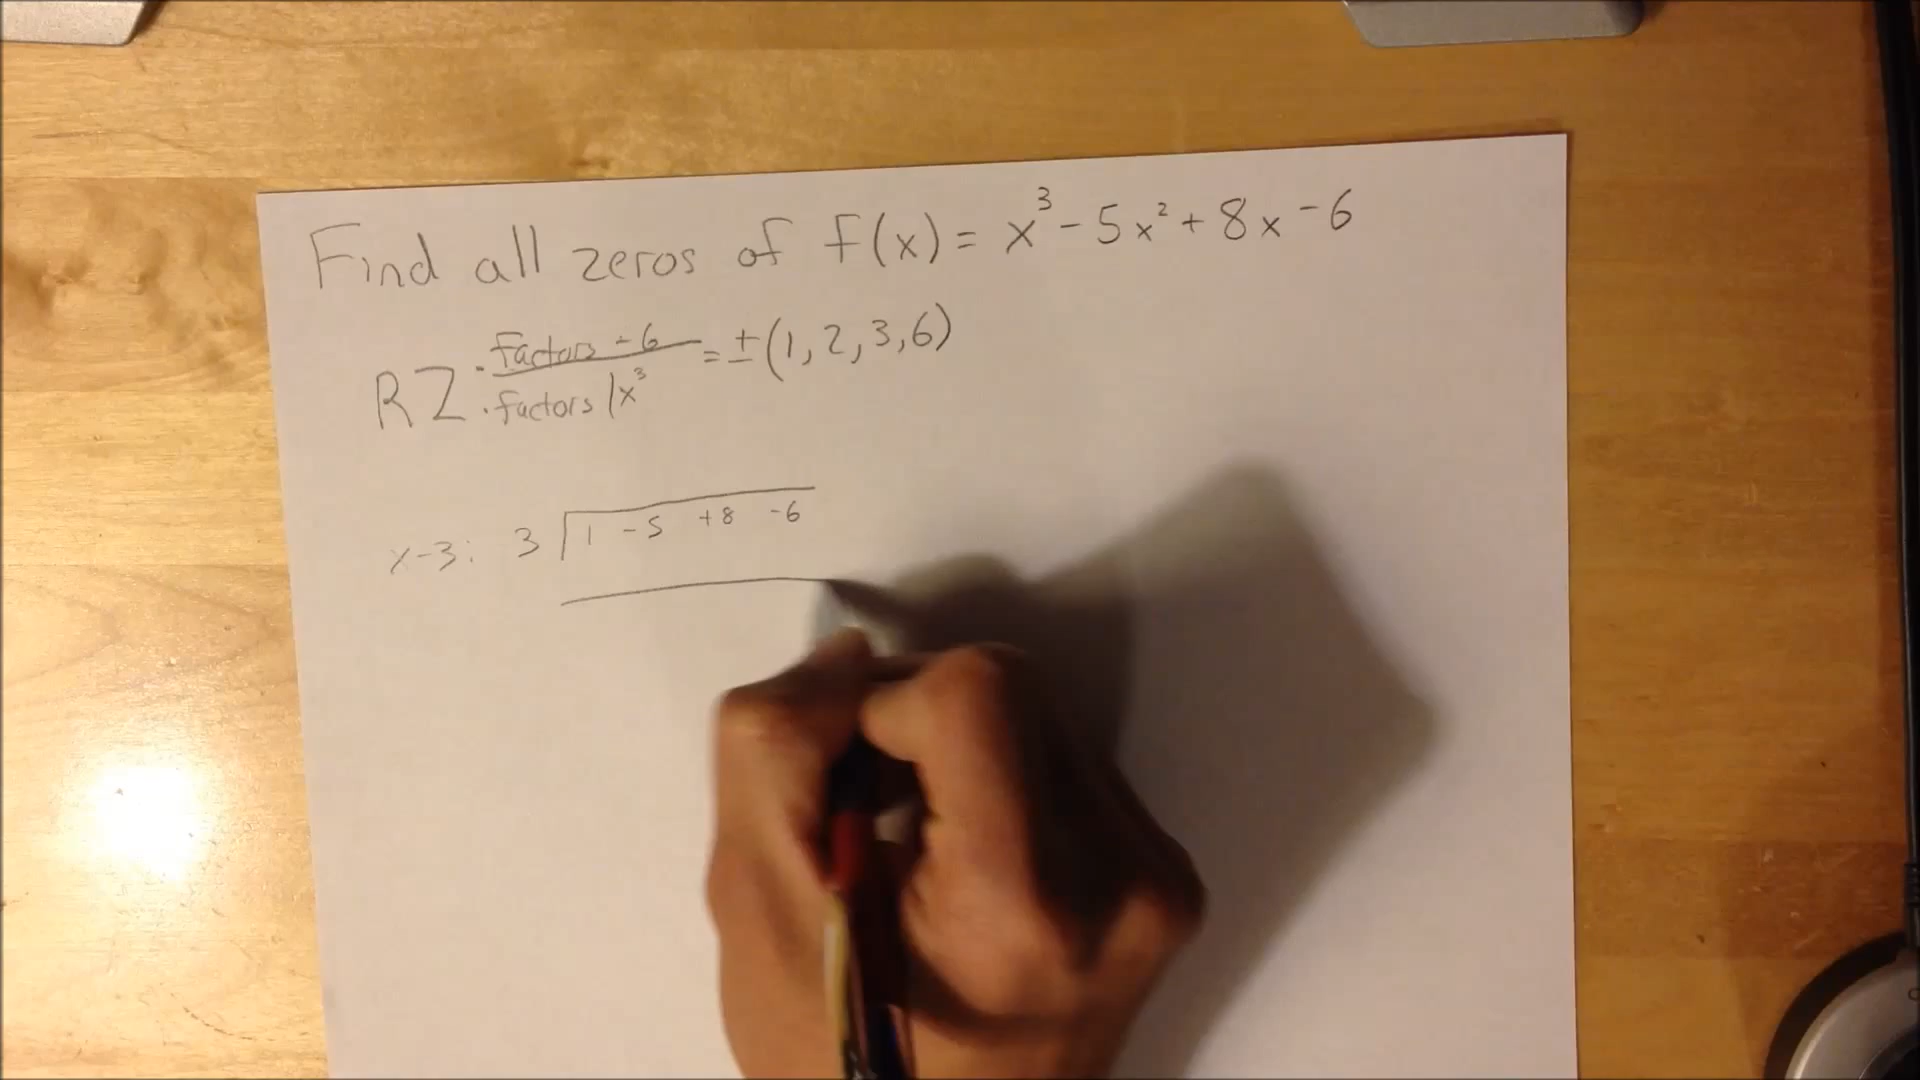 Find all zeros of f(x) = x³ - 5x² + 8x - 6
RZ · factors - 6 / · factors 1x³ = ± (1, 2, 3, 6)
x-3: 3 1 -5 +8 -6